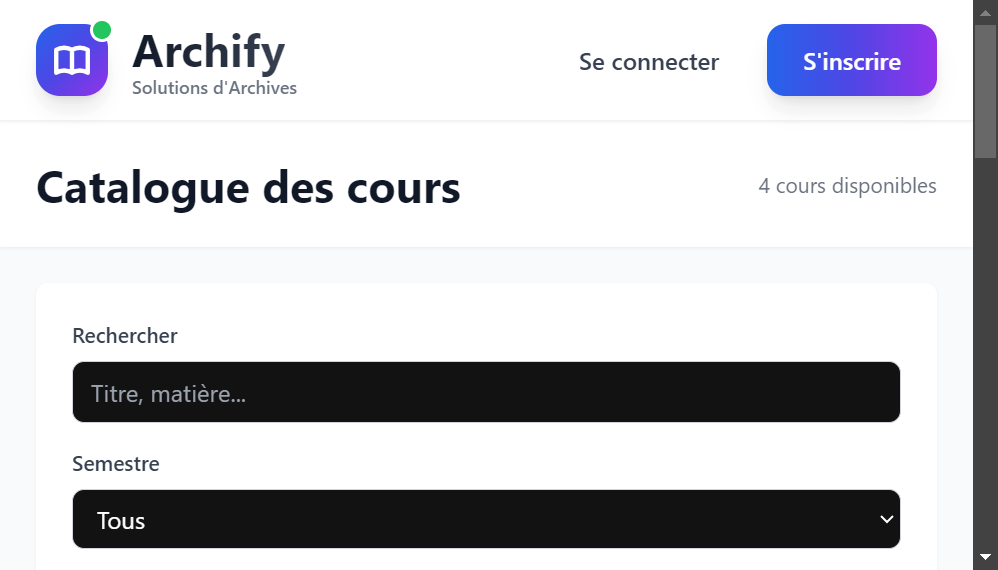 Archify
Solutions d'Archives
Se connecter
S'inscrire
Catalogue des cours
4 cours disponibles
Rechercher
Titre, matière...
Semestre
Tous